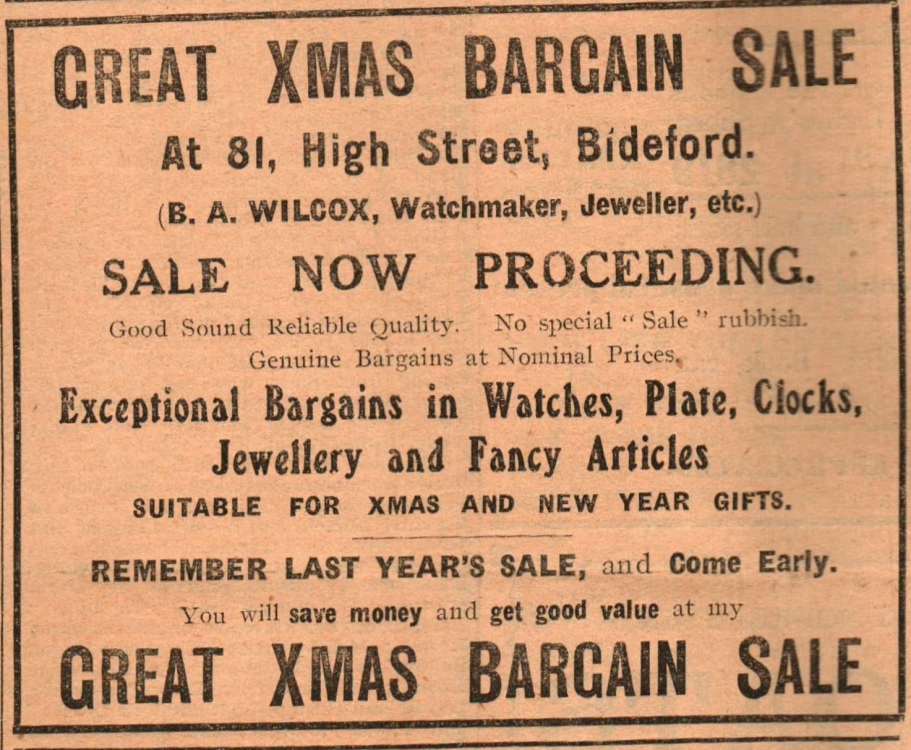 GREAT XMAS BARGAIN SALE
At 81, High Street, Bideford.
(B. A. WILCOX, Watchmaker, Jeweller, etc.)
SALE NOW PROCEEDING.
Good Sound Reliable Quality. No special "Sale" rubbish.
Genuine Bargains at Nominal Prices.
Exceptional Bargains in Watches, Plate, Clocks,
Jewellery and Fancy Articles
SUITABLE FOR XMAS AND NEW YEAR GIFTS.
REMEMBER LAST YEAR'S SALE, and Come Early.
You will save money and get good value at my
GREAT XMAS BARGAIN SALE